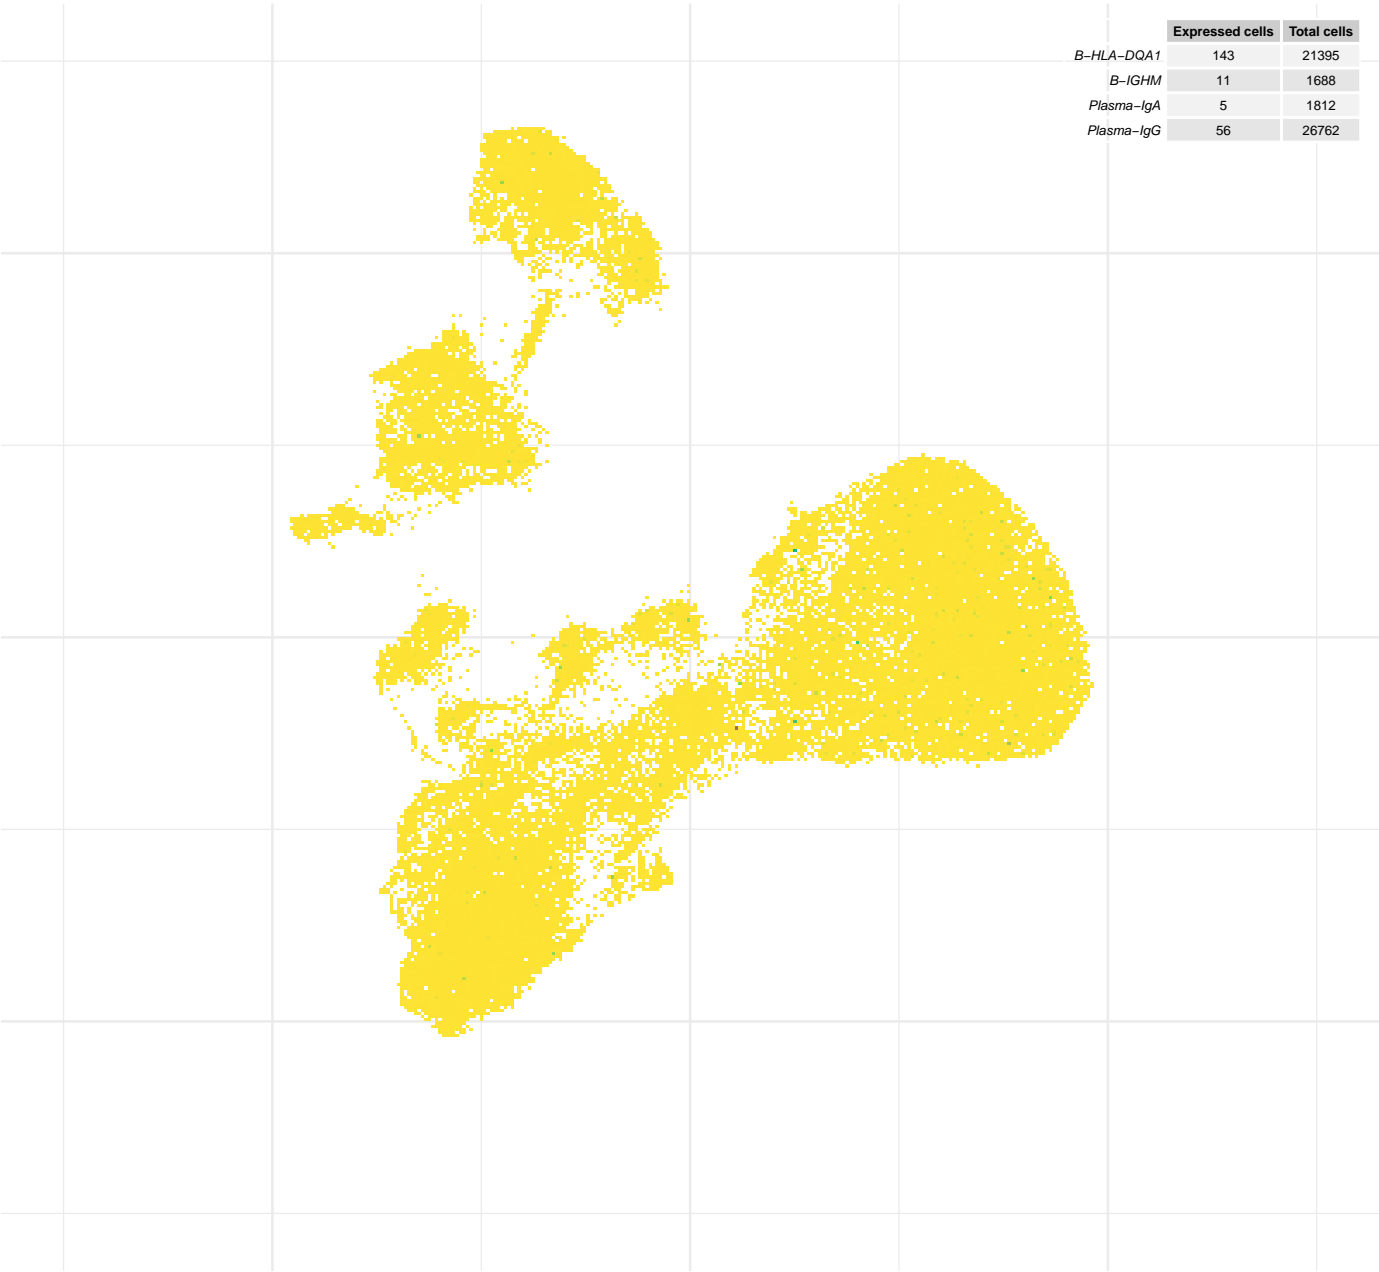 Expressed cells Total cells
B−HLA−DQA1 143 21395
B−IGHM 11 1688
Plasma−IgA 5 1812
Plasma−IgG 56 26762